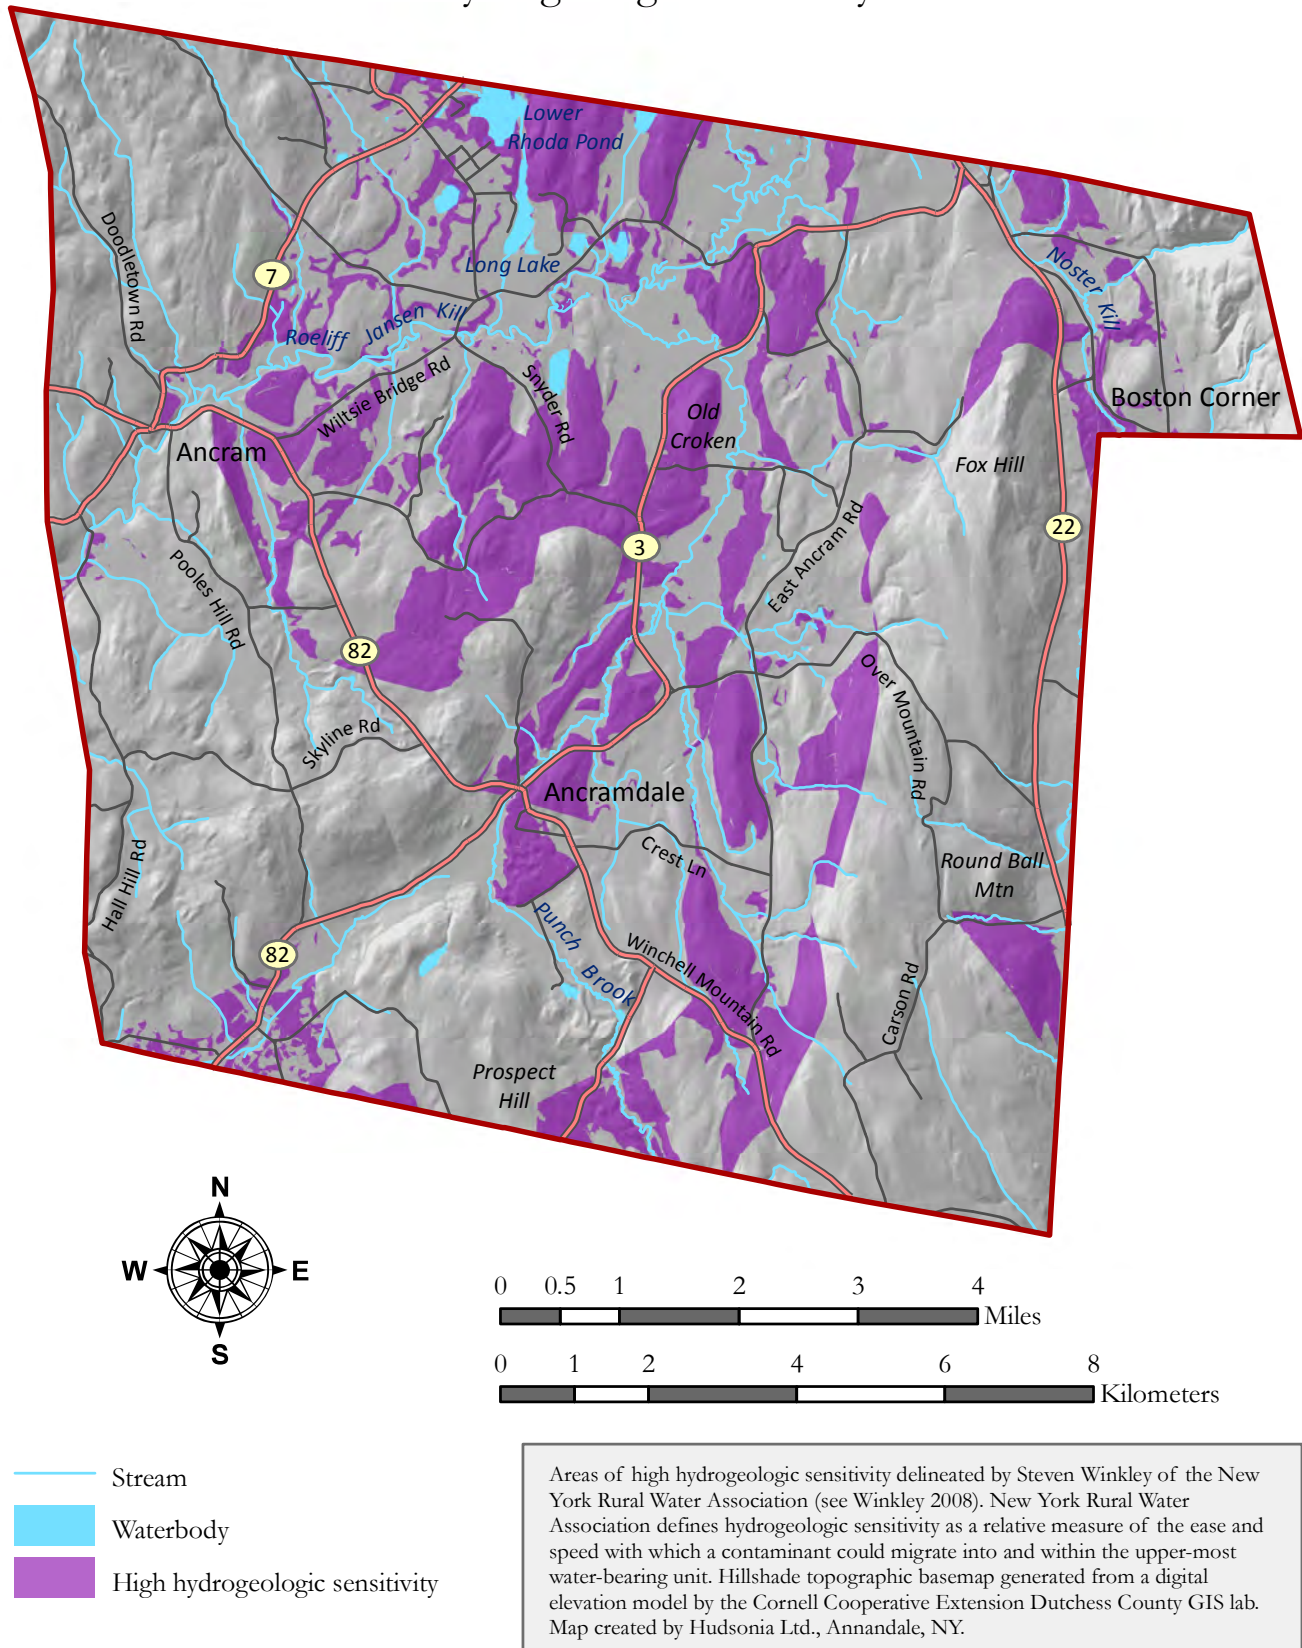 Lower
Rhoda Pond
Doodletown Rd
7
Long Lake
Noster Kill
Roeliff Jansen Kill
Wiltsie Bridge Rd
Snyder Rd
Old
Croken
Boston Corner
Ancram
Fox Hill
22
3
East Ancram Rd
Pooles Hill Rd
82
Over Mountain Rd
Skyline Rd
Ancramdale
Crest Ln
Round Ball
Mtn
Hall Hill Rd
Punch Brook
82
Winchell Mountain Rd
Carson Rd
Prospect
Hill
N
W E
S
0 0.5 1 2 3 4
Miles
0 1 2 4 6 8
Kilometers
Stream
Waterbody
High hydrogeologic sensitivity
Areas of high hydrogeologic sensitivity delineated by Steven Winkley of the New
York Rural Water Association (see Winkley 2008). New York Rural Water
Association defines hydrogeologic sensitivity as a relative measure of the ease and
speed with which a contaminant could migrate into and within the upper-most
water-bearing unit. Hillshade topographic basemap generated from a digital
elevation model by the Cornell Cooperative Extension Dutchess County GIS lab.
Map created by Hudsonia Ltd., Annandale, NY.